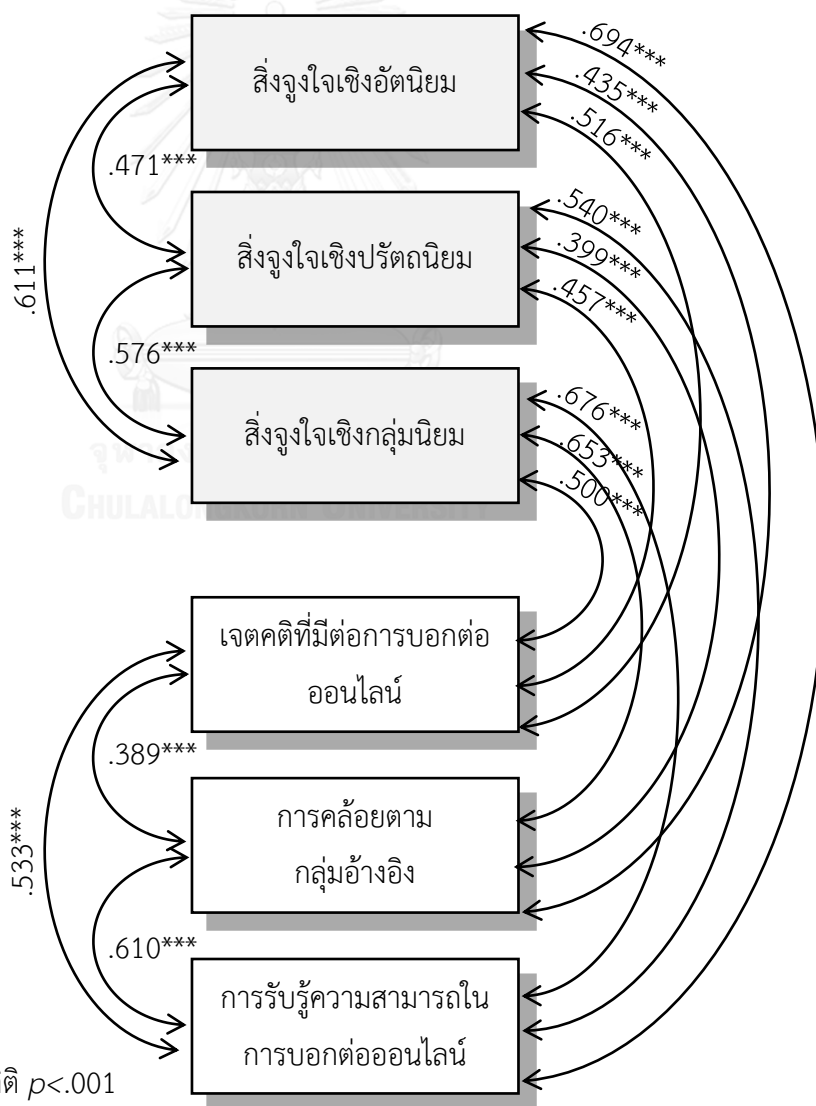 .694***
สิ่งจูงใจเชิงอัตนิยม
.435***
.516***
.471***
.540***
สิ่งจูงใจเชิงปรัตถนิยม
.399***
.457***
.611***
.576***
.676***
สิ่งจูงใจเชิงกลุ่มนิยม
.653***
.500***
CHULALONGKORN UNIVERSITY
เจตคติที่มีต่อการบอกต่อ
ออนไลน์
.389***
.533***
การคล้อยตาม
กลุ่มอ้างอิง
.610***
การรับรู้ความสามารถใน
การบอกต่อออนไลน์
p<.001